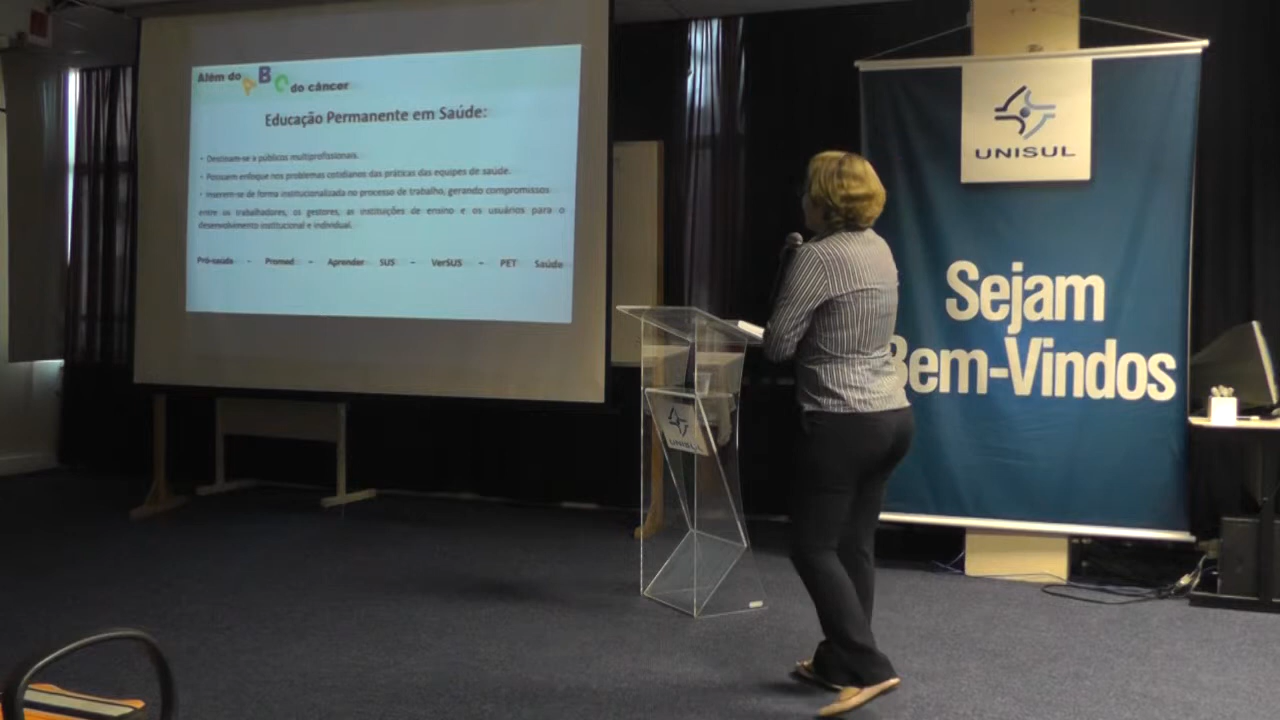 Além do ABC do câncer
Educação Permanente em Saúde:
• Destinam-se a públicos multiprofissionais.
• Possuem enfoque nos problemas cotidianos das práticas das equipes de saúde.
• Inserem-se de forma institucionalizada no processo de trabalho, gerando compromissos
entre os trabalhadores, os gestores, as instituições de ensino e os usuários para o
desenvolvimento institucional e individual.
Pró-saúde - Promed – Aprender SUS – VerSUS – PET Saúde
UNISUL
Sejam
Bem-Vindos
UNISUL